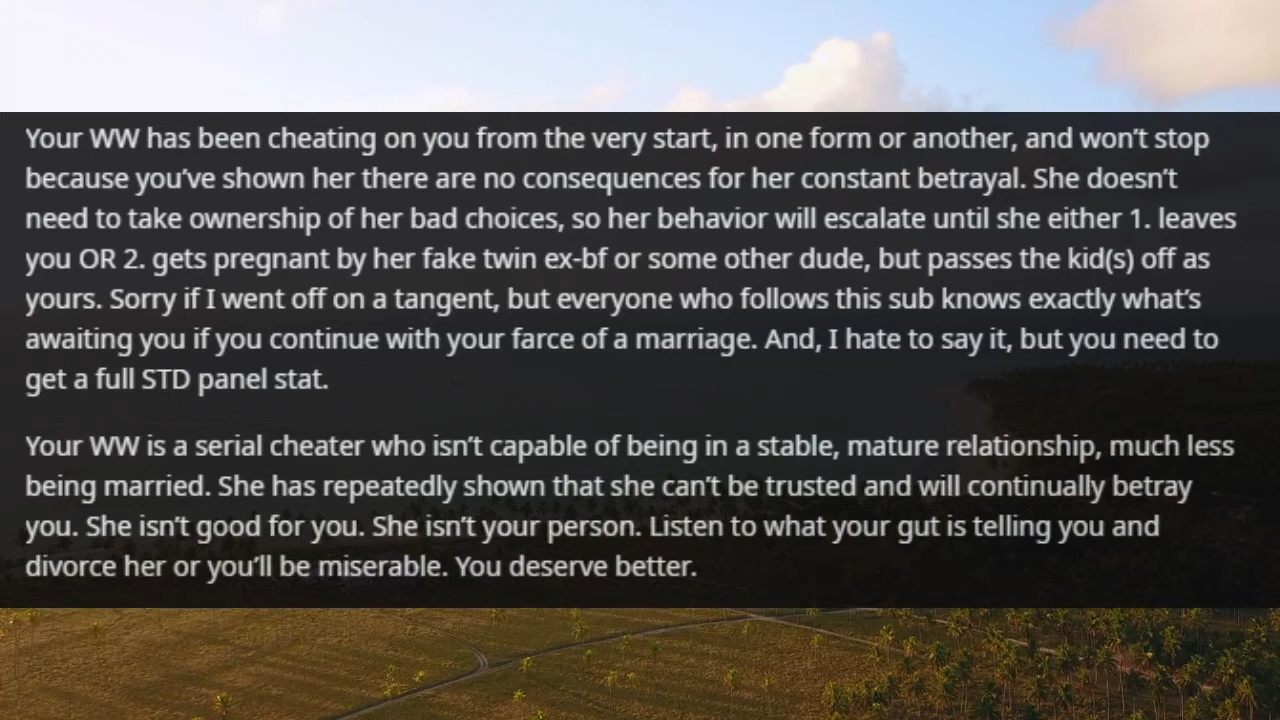 Your WW has been cheating on you from the very start, in one form or another, and won’t stop
because you’ve shown her there are no consequences for her constant betrayal. She doesn’t
need to take ownership of her bad choices, so her behavior will escalate until she either 1. leaves
you OR 2. gets pregnant by her fake twin ex-bf or some other dude, but passes the kid(s) off as
yours. Sorry if I went off on a tangent, but everyone who follows this sub knows exactly what’s
awaiting you if you continue with your farce of a marriage. And, I hate to say it, but you need to
get a full STD panel stat.
Your WW is a serial cheater who isn’t capable of being in a stable, mature relationship, much less
being married. She has repeatedly shown that she can’t be trusted and will continually betray
you. She isn’t good for you. She isn’t your person. Listen to what your gut is telling you and
divorce her or you’ll be miserable. You deserve better.